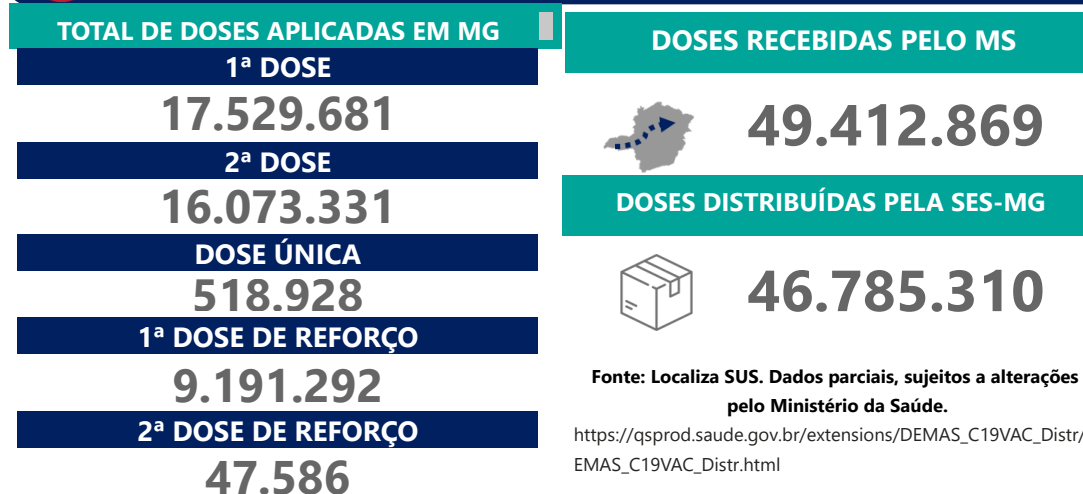 TOTAL DE DOSES APLICADAS EM MG
1ª DOSE
17.529.681
2ª DOSE
16.073.331
DOSE ÚNICA
518.928
1ª DOSE DE REFORÇO
9.191.292
2ª DOSE DE REFORÇO
47.586
DOSES RECEBIDAS PELO MS
49.412.869
DOSES DISTRIBUÍDAS PELA SES-MG
46.785.310
Fonte: Localiza SUS. Dados parciais, sujeitos a alterações
pelo Ministério da Saúde.
https://qsprod.saude.gov.br/extensions/DEMAS_C19VAC_Distr/
EMAS_C19VAC_Distr.html